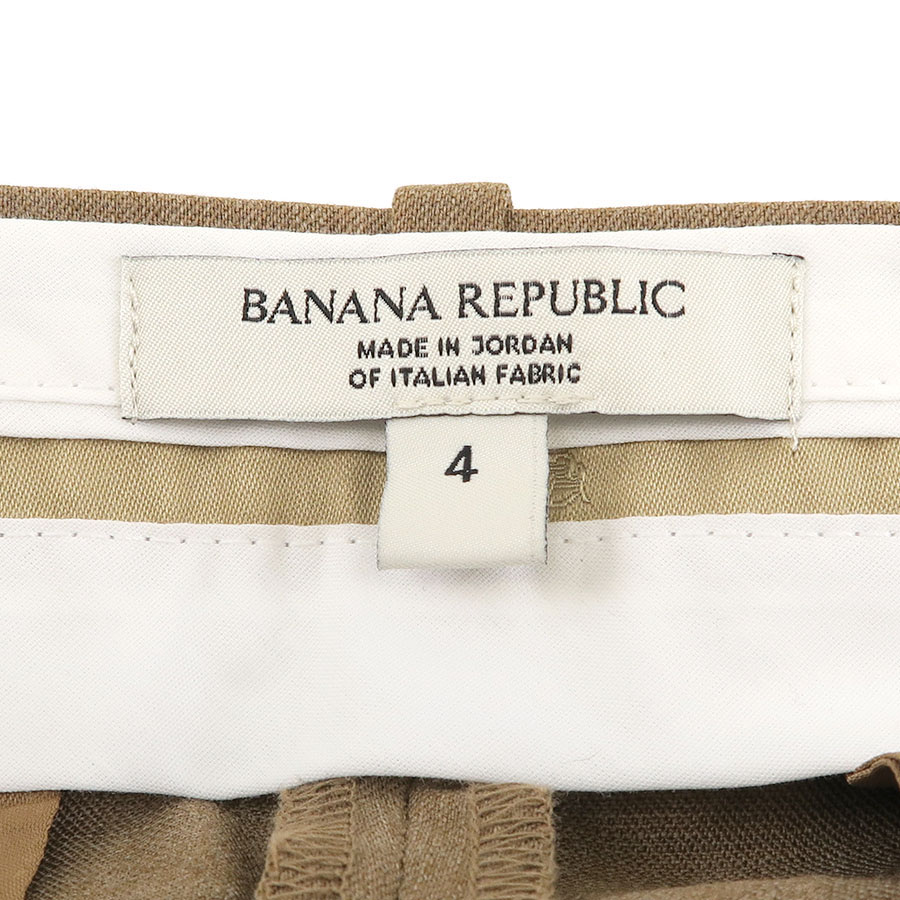 BANANA REPUBLIC
MADE IN JORDAN
OF ITALIAN FABRIC
4